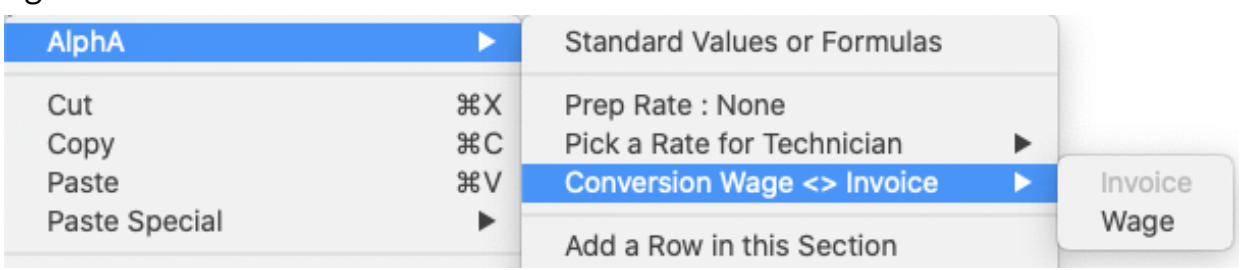 AlphA ▶
Cut ⌘X
Copy ⌘C
Paste ⌘V
Paste Special ▶
Standard Values or Formulas
Prep Rate : None
Pick a Rate for Technician ▶
Conversion Wage <> Invoice ▶
Add a Row in this Section
Invoice
Wage